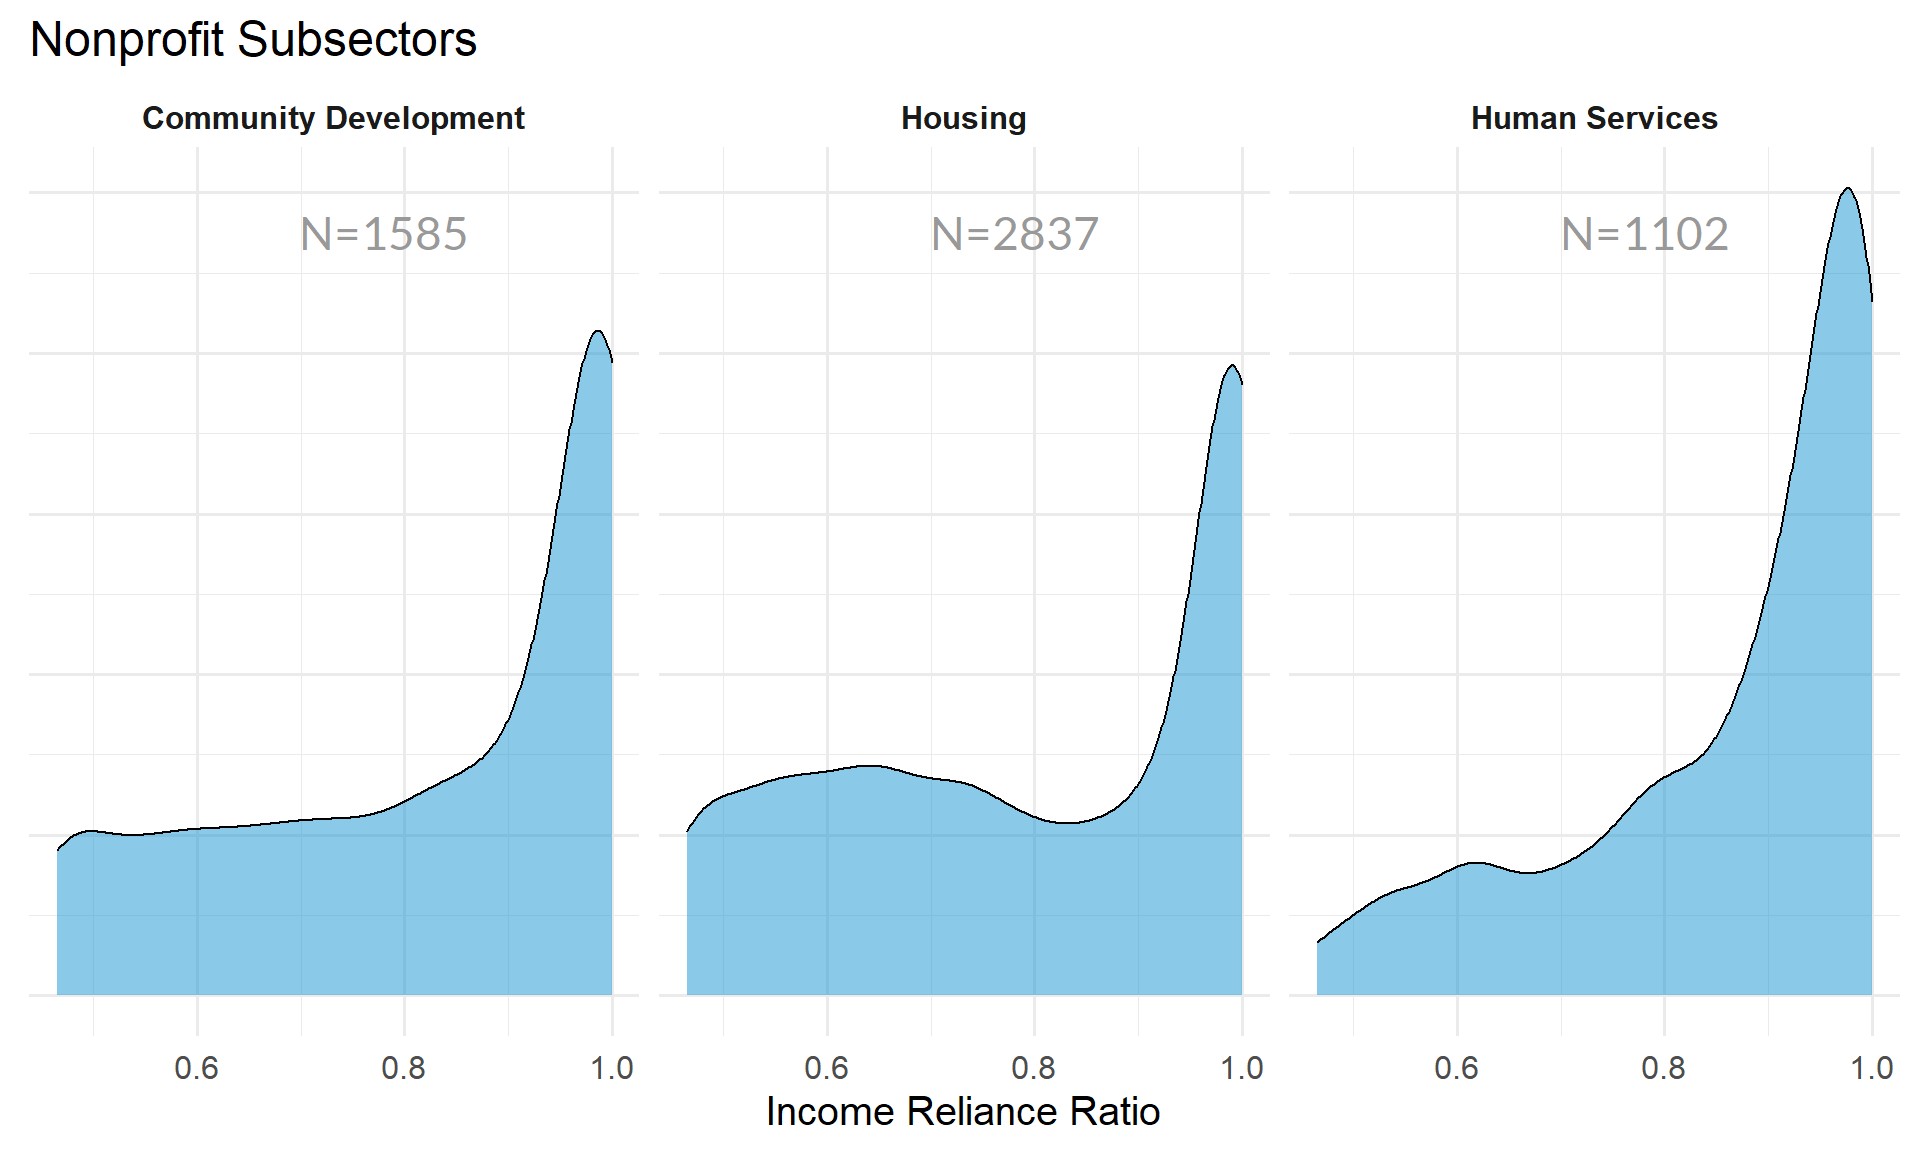 Nonprofit Subsectors
Community Development
Housing
Human Services
N=1585
N=2837
N=1102
0.6 0.8 1.0
0.6 0.8 1.0
0.6 0.8 1.0
Income Reliance Ratio